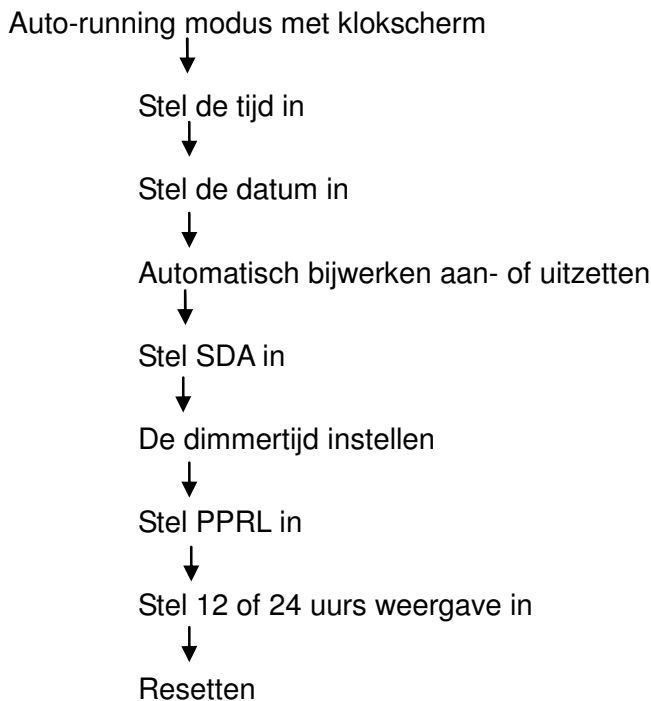 Auto-running modus met klokscherm
Stel de tijd in
Stel de datum in
Automatisch bijwerken aan- of uitzetten
Stel SDA in
De dimmertijd instellen
Stel PPRL in
Stel 12 of 24 uurs weergave in
Resetten